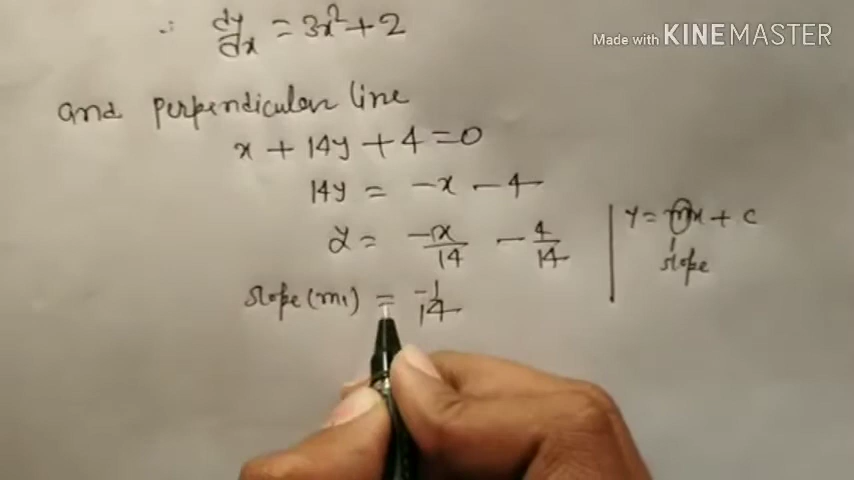 ∴ dy/dx = 3x² + 2
Made with KINEMASTER
and perpendicular line
x + 14y + 4 = 0
14y = -x - 4
y = -x/14 - 4/14
y = mx + c
slope
slope (m₁) = -1/14